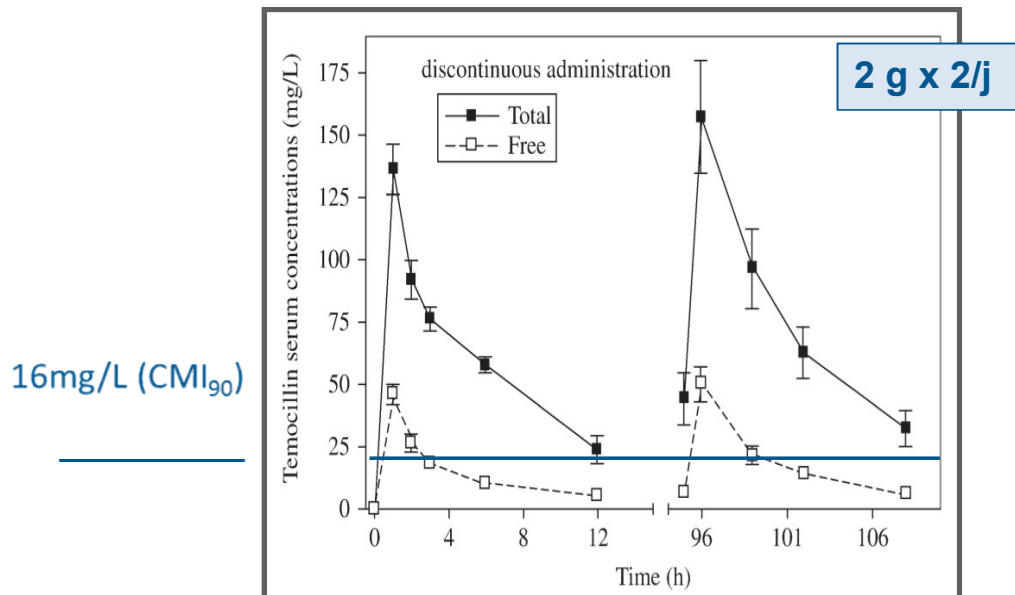 2 g x 2/j
discontinuous administration
Total
Free
Temocillin serum concentrations (mg/L)
175
150
125
100
75
50
25
0
16mg/L (CMI₉₀)
0 4 8 12 96 101 106
Time (h)